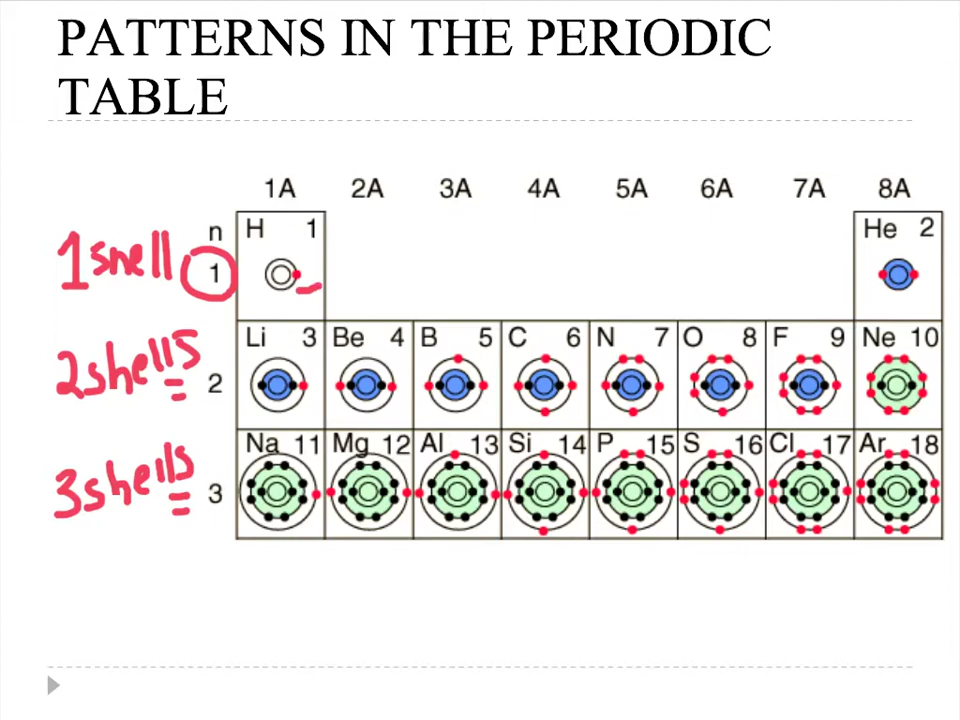 PATTERNS IN THE PERIODIC
TABLE
1A 2A 3A 4A 5A 6A 7A 8A
n
H 1 He 2
1 shell 1
Li 3 Be 4 B 5 C 6 N 7 O 8 F 9 Ne 10
2 shells 2
Na 11 Mg 12 Al 13 Si 14 P 15 S 16 Cl 17 Ar 18
3 shells 3